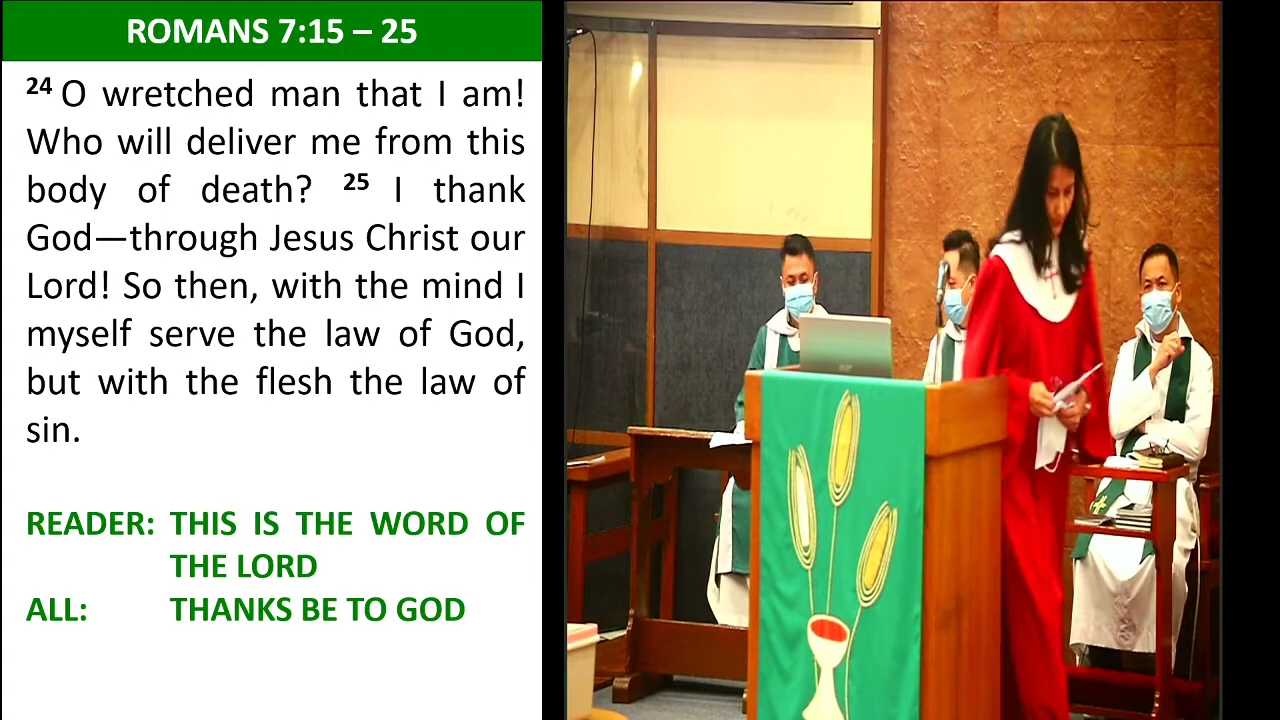 ROMANS 7:15 – 25
24 O wretched man that I am!
Who will deliver me from this
body of death? 25 I thank
God—through Jesus Christ our
Lord! So then, with the mind I
myself serve the law of God,
but with the flesh the law of
sin.
READER: THIS IS THE WORD OF
THE LORD
ALL: THANKS BE TO GOD